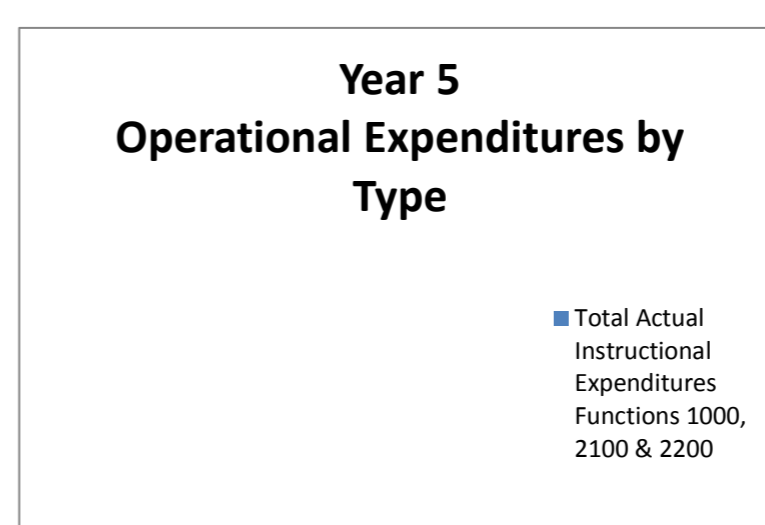 Year 5
Operational Expenditures by
Type
Total Actual
Instructional
Expenditures
Functions 1000,
2100 & 2200